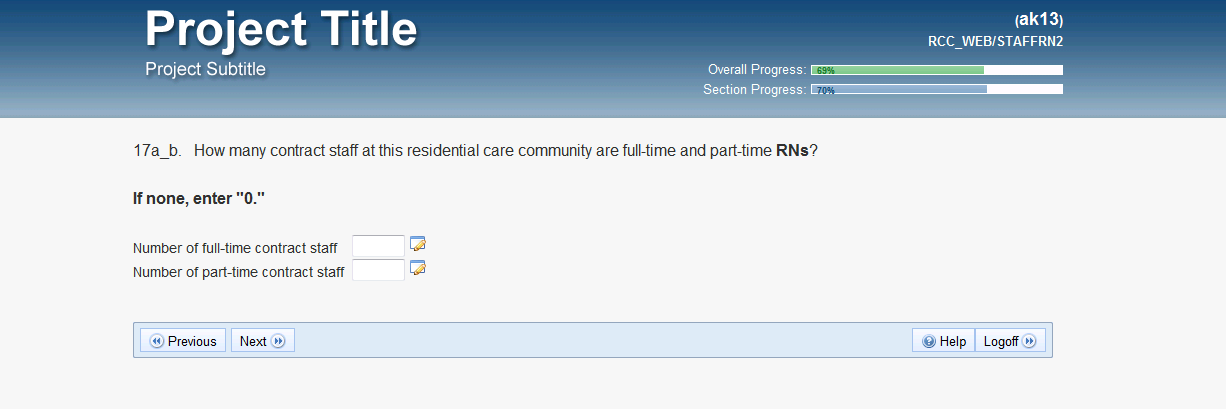 Project Title
(ak13)
RCC_WEB/STAFFRN2
Project Subtitle
Overall Progress: 69%
Section Progress: 70%
17a_b. How many contract staff at this residential care community are full-time and part-time RNs?
If none, enter "0."
Number of full-time contract staff
Number of part-time contract staff
Previous Next Help Logoff